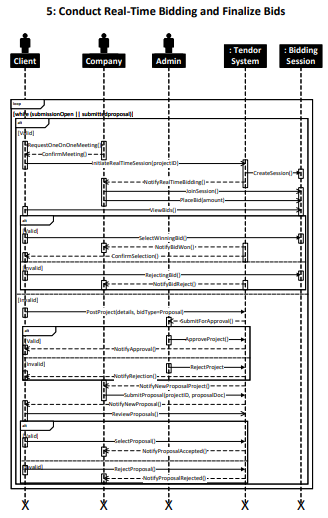 5: Conduct Real-Time Bidding and Finalize Bids
Client
Company
Admin
: Tendor System
: Bidding Session
loop
[while (submissionOpen || submittedproposal)]
alt
[Valid]
RequestOneOnOneMeeting()
ConfirmMeeting()
InitiateRealTimeSession(projectID)
CreateSession()
NotifyRealTimeBidding()
JoinSession()
PlaceBid(amount)
ViewBids()
alt
[Valid]
SelectWinningBid()
NotifyBidWon()
ConfirmSelection()
[Invalid]
RejectingBid()
NotifyBidReject()
[Invalid]
PostProject(details, bidTypeProposal)
SubmitForApproval()
alt
[Valid]
ApproveProject()
NotifyApproval()
[Invalid]
RejectProject
NotifyRejection()
NotifyNewProposalProject()
SubmitProposal(projectID, proposalDoc)
NotifyNewProposal()
ReviewProposals()
alt
[Valid]
SelectProposal()
NotifyProposalAccepted()
[Invalid]
RejectProposal()
NotifyProposalRejected()